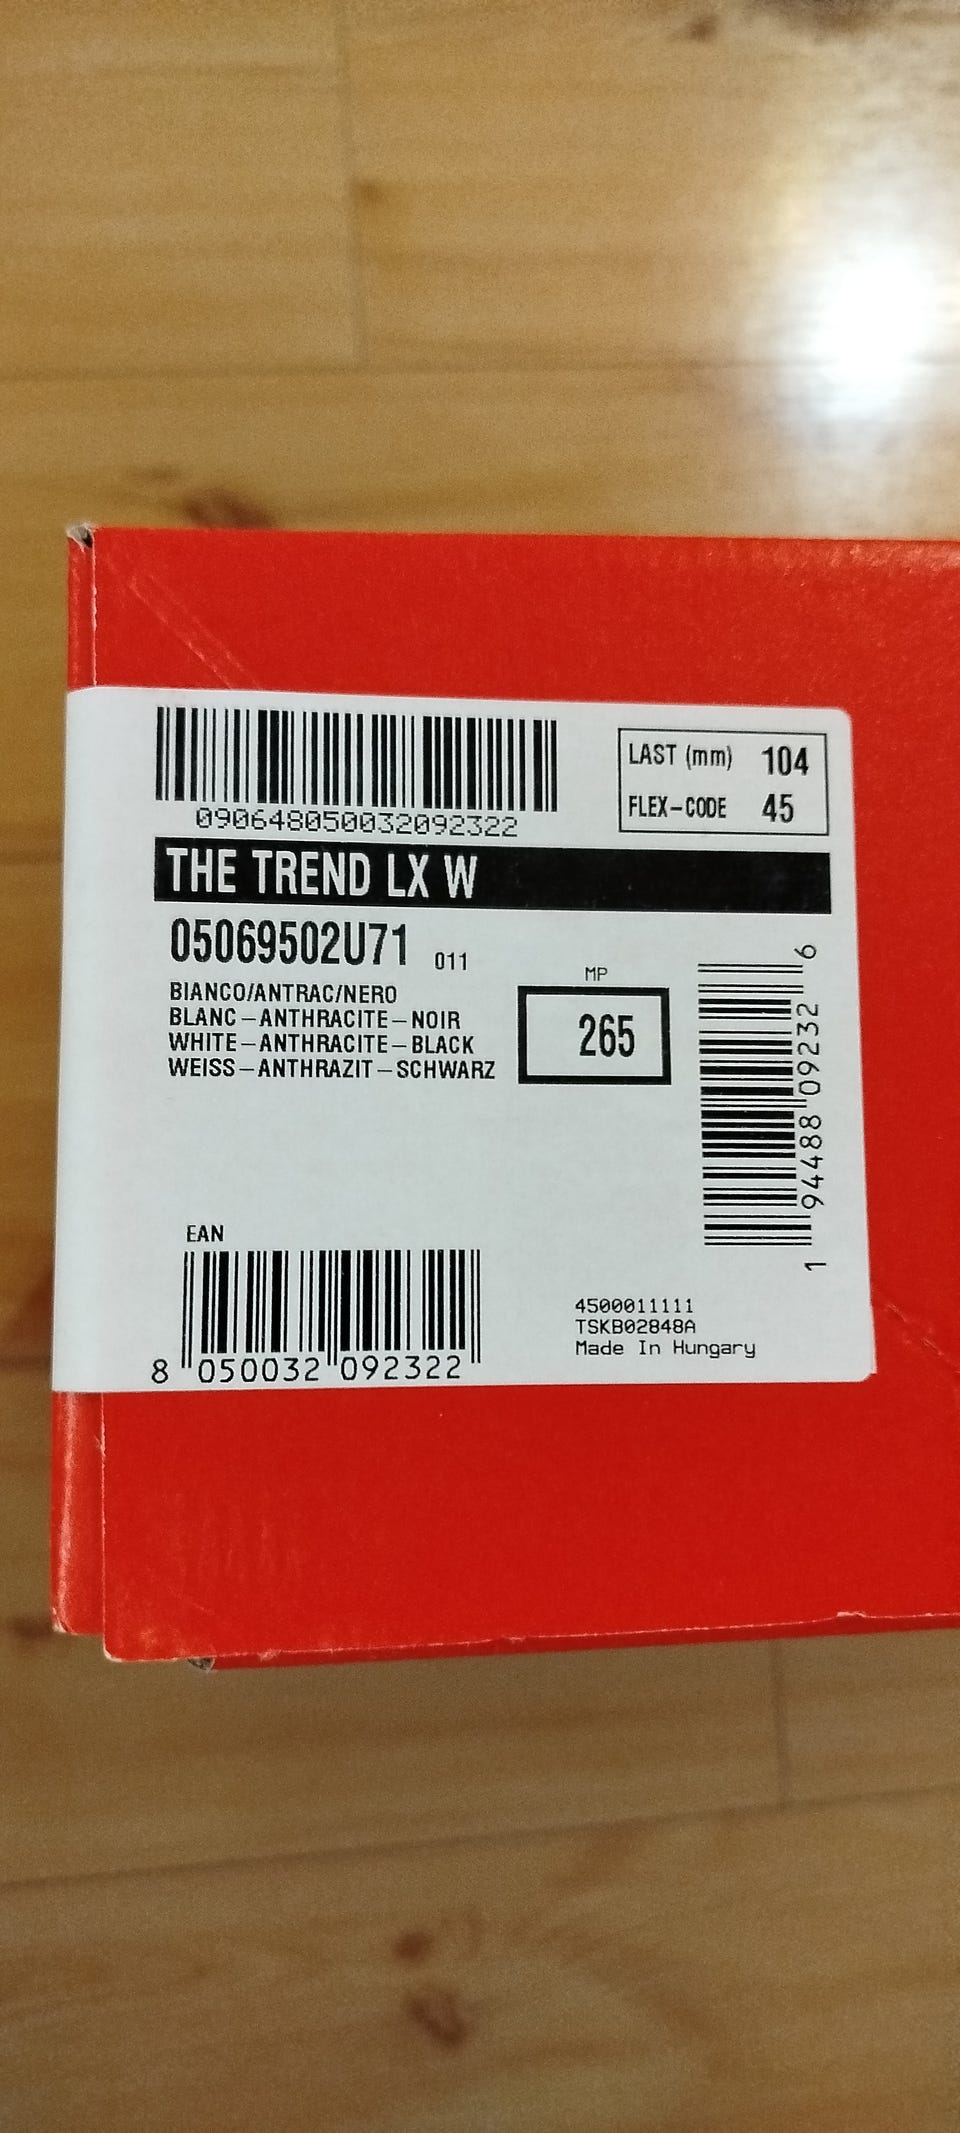 090648050032092322
LAST (mm) 104
FLEX-CODE 45
THE TREND LX W
05069502U71 011
BIANCO/ANTRAC/NERO
BLANC-ANTHRACITE-NOIR
WHITE-ANTHRACITE-BLACK
WEISS-ANTHRAZIT-SCHWARZ
MP
265
1 94488 09232 6
EAN
8 050032 092322
4500011111
TSKB02848A
Made In Hungary